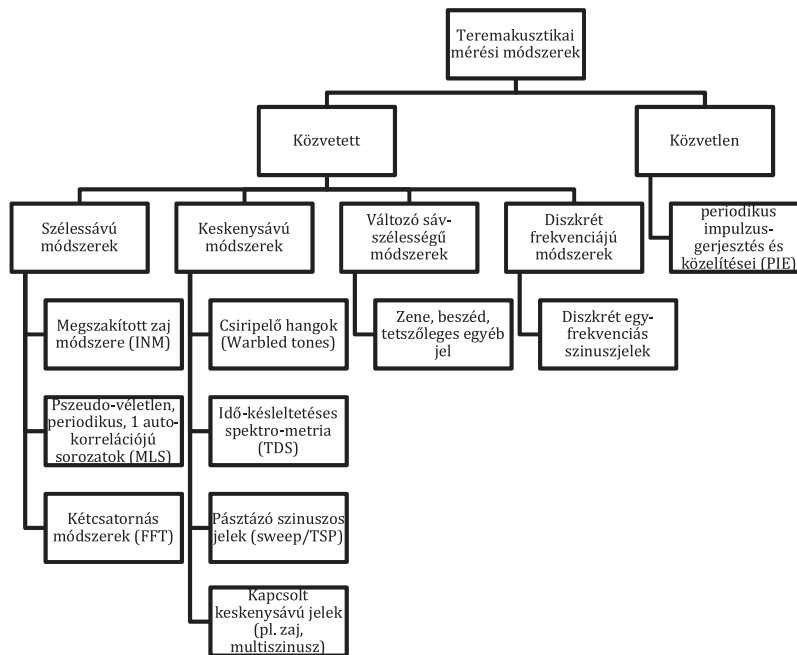 Teremakusztikai
mérési módszerek
Közvetett
Közvetlen
Szélessávú
módszerek
Keskenysávú
módszerek
Változó sáv-
szélességű
módszerek
Diszkrét
frekvenciájú
módszerek
periodikus
impulzus-
gerjesztés és
közelítései (PIE)
Megszakított zaj
módszere (INM)
Csiripelő hangok
(Warbled tones)
Zene, beszéd,
tetszőleges egyéb
jel
Diszkrét egy-
frekvenciás
szinuszjelek
Pszeudo-véletlen,
periodikus, 1 auto-
korrelációjú
sorozatok (MLS)
Idő-késleltetéses
spektro-metria
(TDS)
Kétcsatornás
módszerek (FFT)
Pásztázó szinuszos
jelek (sweep/TSP)
Kapcsolt
keskenysávú jelek
(pl. zaj,
multiszinusz)